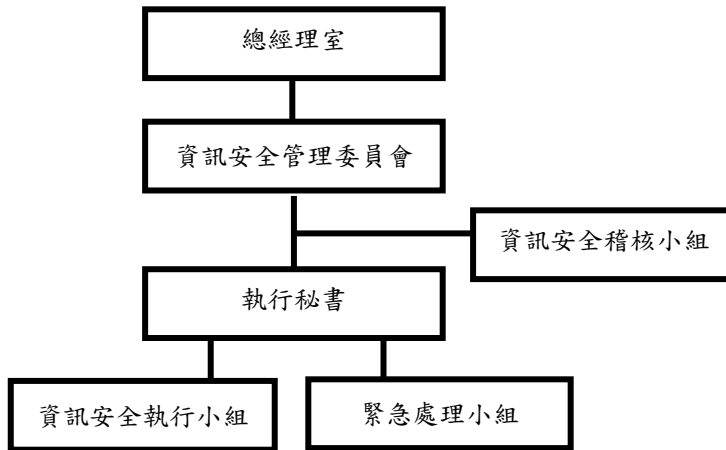 總經理室
資訊安全管理委員會
資訊安全稽核小組
執行秘書
資訊安全執行小組
緊急處理小組